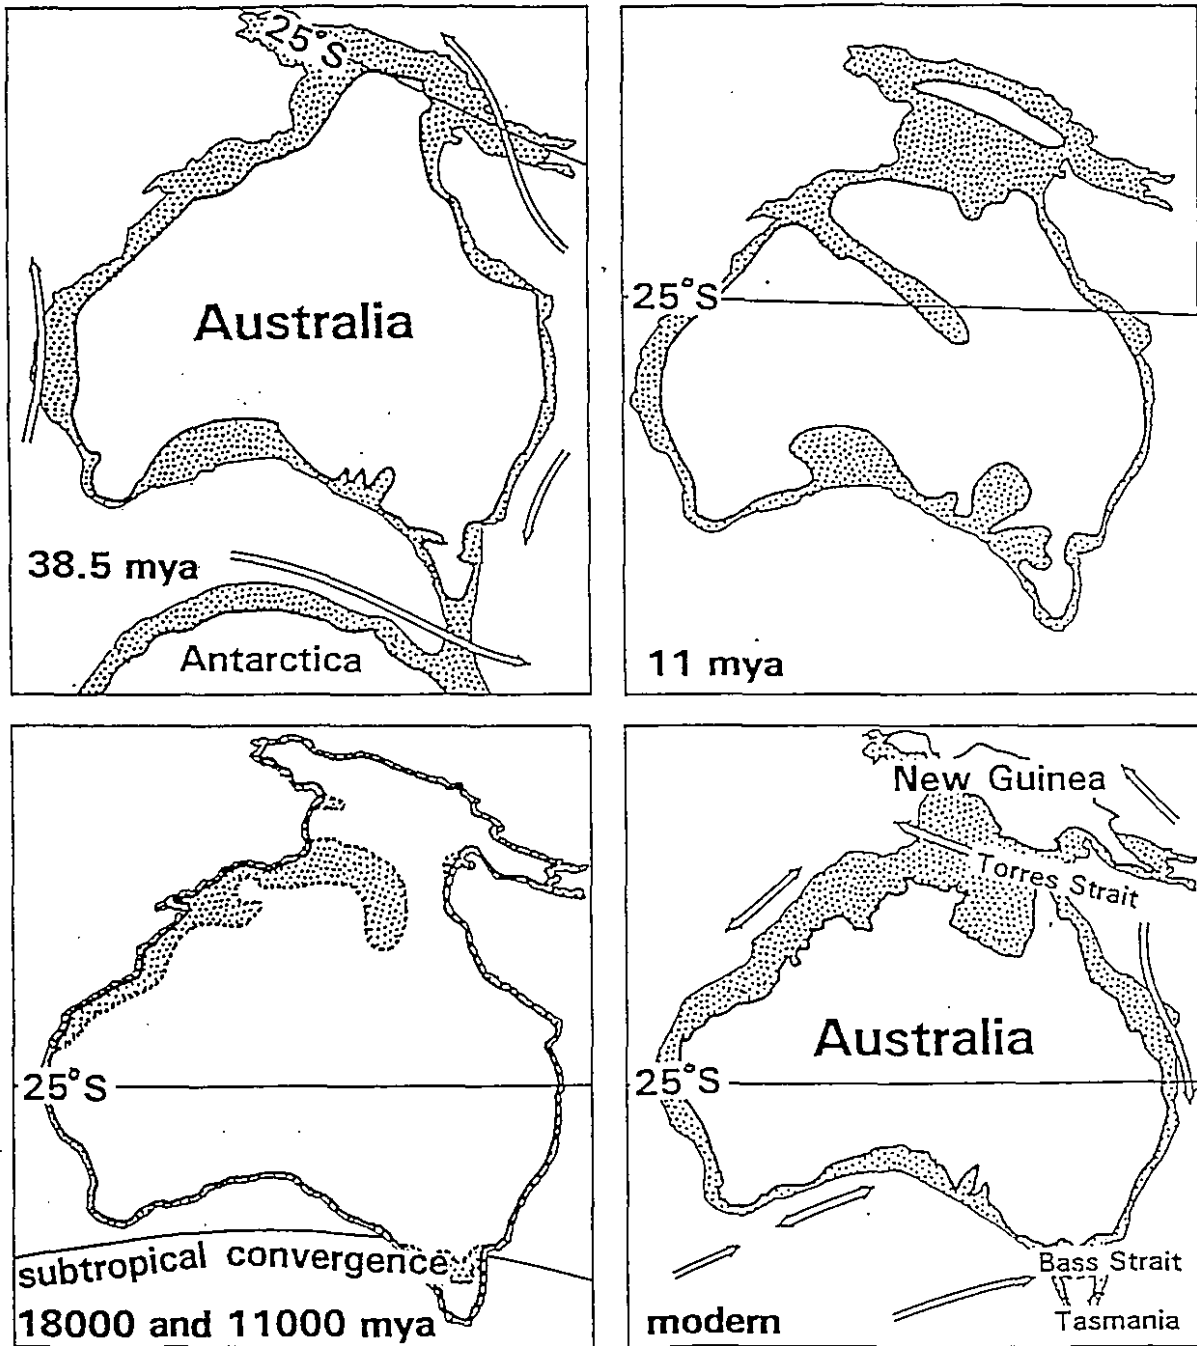 25°S
Australia
38.5 mya
Antarctica
25°S
11 mya
25°S
subtropical convergence
18000 and 11000 mya
New Guinea
Torres Strait
Australia
25°S
Bass Strait
modern
Tasmania